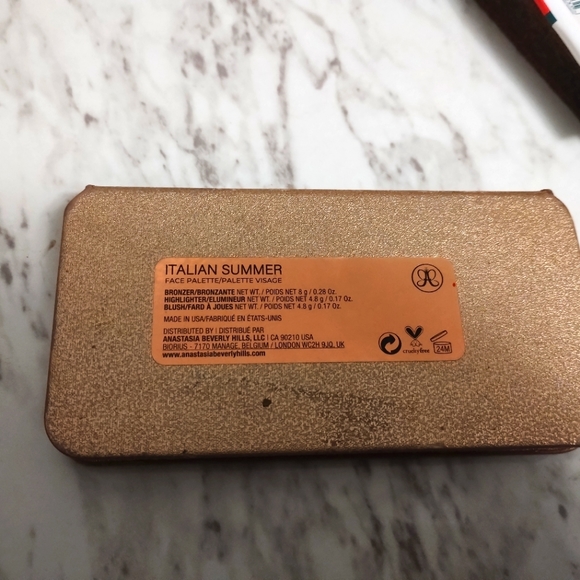 ITALIAN SUMMER
FACE PALETTE/PALETTE VISAGE
BRONZER/BRONZANTE NET WT. / POIDS NET 8 g / 0.28 Oz.
HIGHLIGHTER/ELUMINEUR NET WT. / POIDS NET 4.8 g / 0.17 Oz.
BLUSH/FARD À JOUES NET WT. / POIDS NET 4.8 g / 0.17 Oz.
MADE IN USA/FABRIQUÉ EN ÉTATS-UNIS
DISTRIBUTED BY | DISTRIBUÉ PAR
ANASTASIA BEVERLY HILLS, LLC | CA 90210 USA
BIORIUS - 7170 MANAGE, BELGIUM / LONDON WC2H 9JQ, UK
www.anastasiabeverlyhills.com
crueltyfree
24M